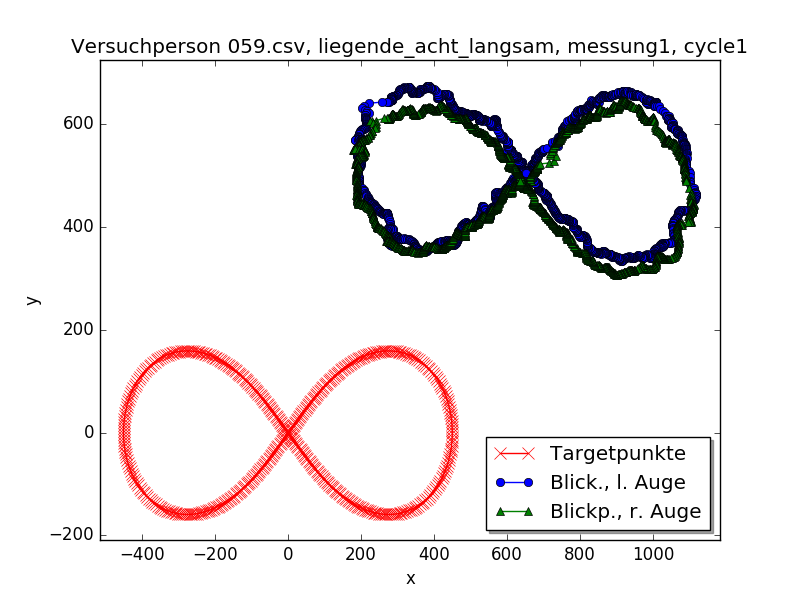 Versuchperson 059.csv, liegende_acht_langsam, messung1, cycle1
y
600
400
200
0
−200
−400
−200
0
200
400
600
800
1000
x
Targetpunkte
Blick., l. Auge
Blickp., r. Auge